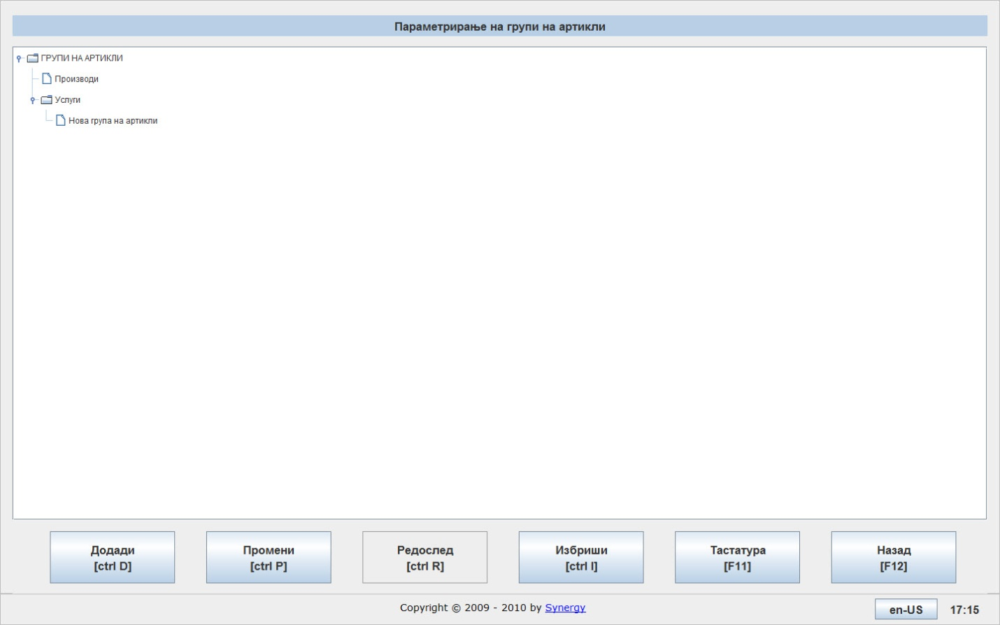 Параметрирање на групи на артикли
ГРУПИ НА АРТИКЛИ
Производи
Услуги
Нова група на артикли
Додади
[ctrl D]
Промени
[ctrl P]
Редослед
[ctrl R]
Избриши
[ctrl I]
Тастатура
[F11]
Назад
[F12]
Copyright © 2009 - 2010 by Synergy
en-US
17:15